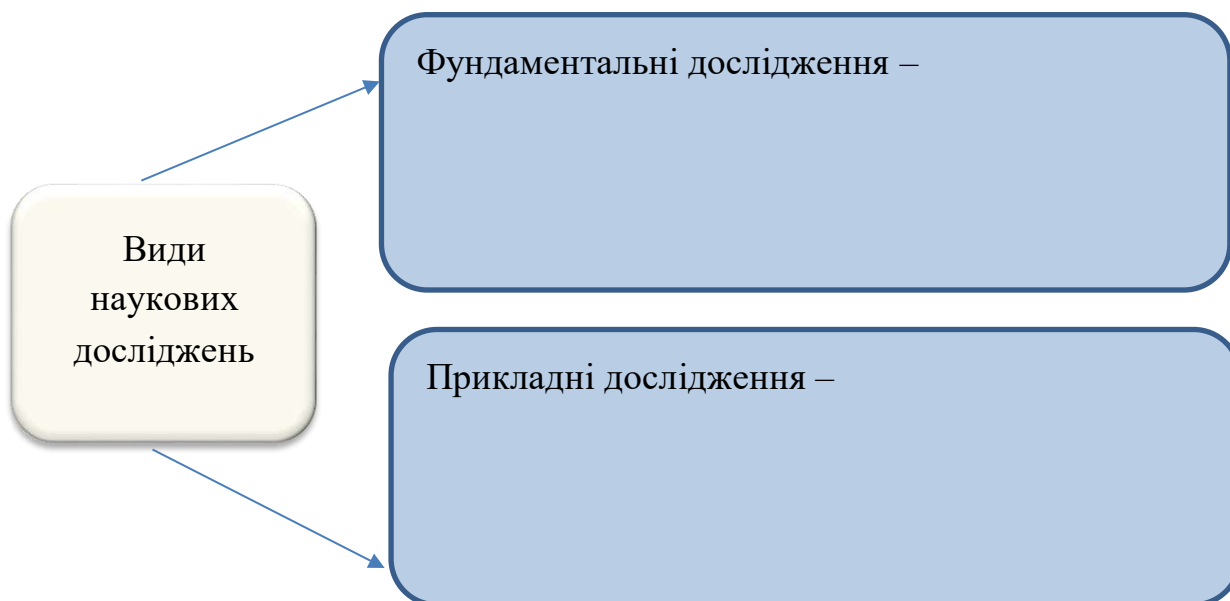 Фундаментальні дослідження –
Види
наукових
досліджень
Прикладні дослідження –